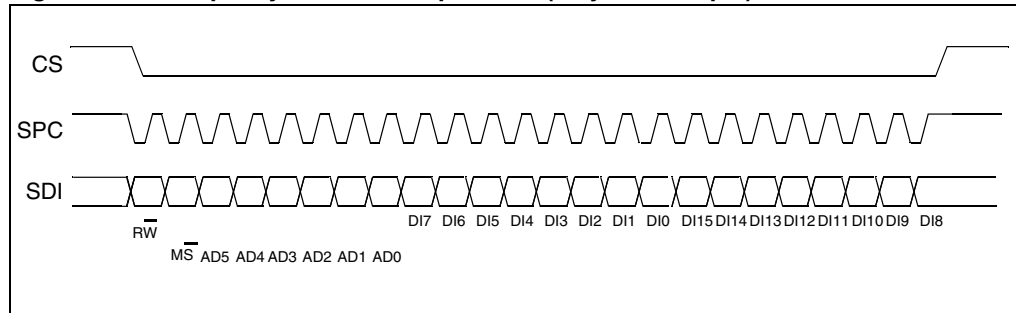 CS
SPC
SDI
DI7 DI6 DI5 DI4 DI3 DI2 DI1 DI0 DI15 DI14 DI13 DI12 DI11 DI10 DI9 DI8
RW̅
MS̅ AD5 AD4 AD3 AD2 AD1 AD0